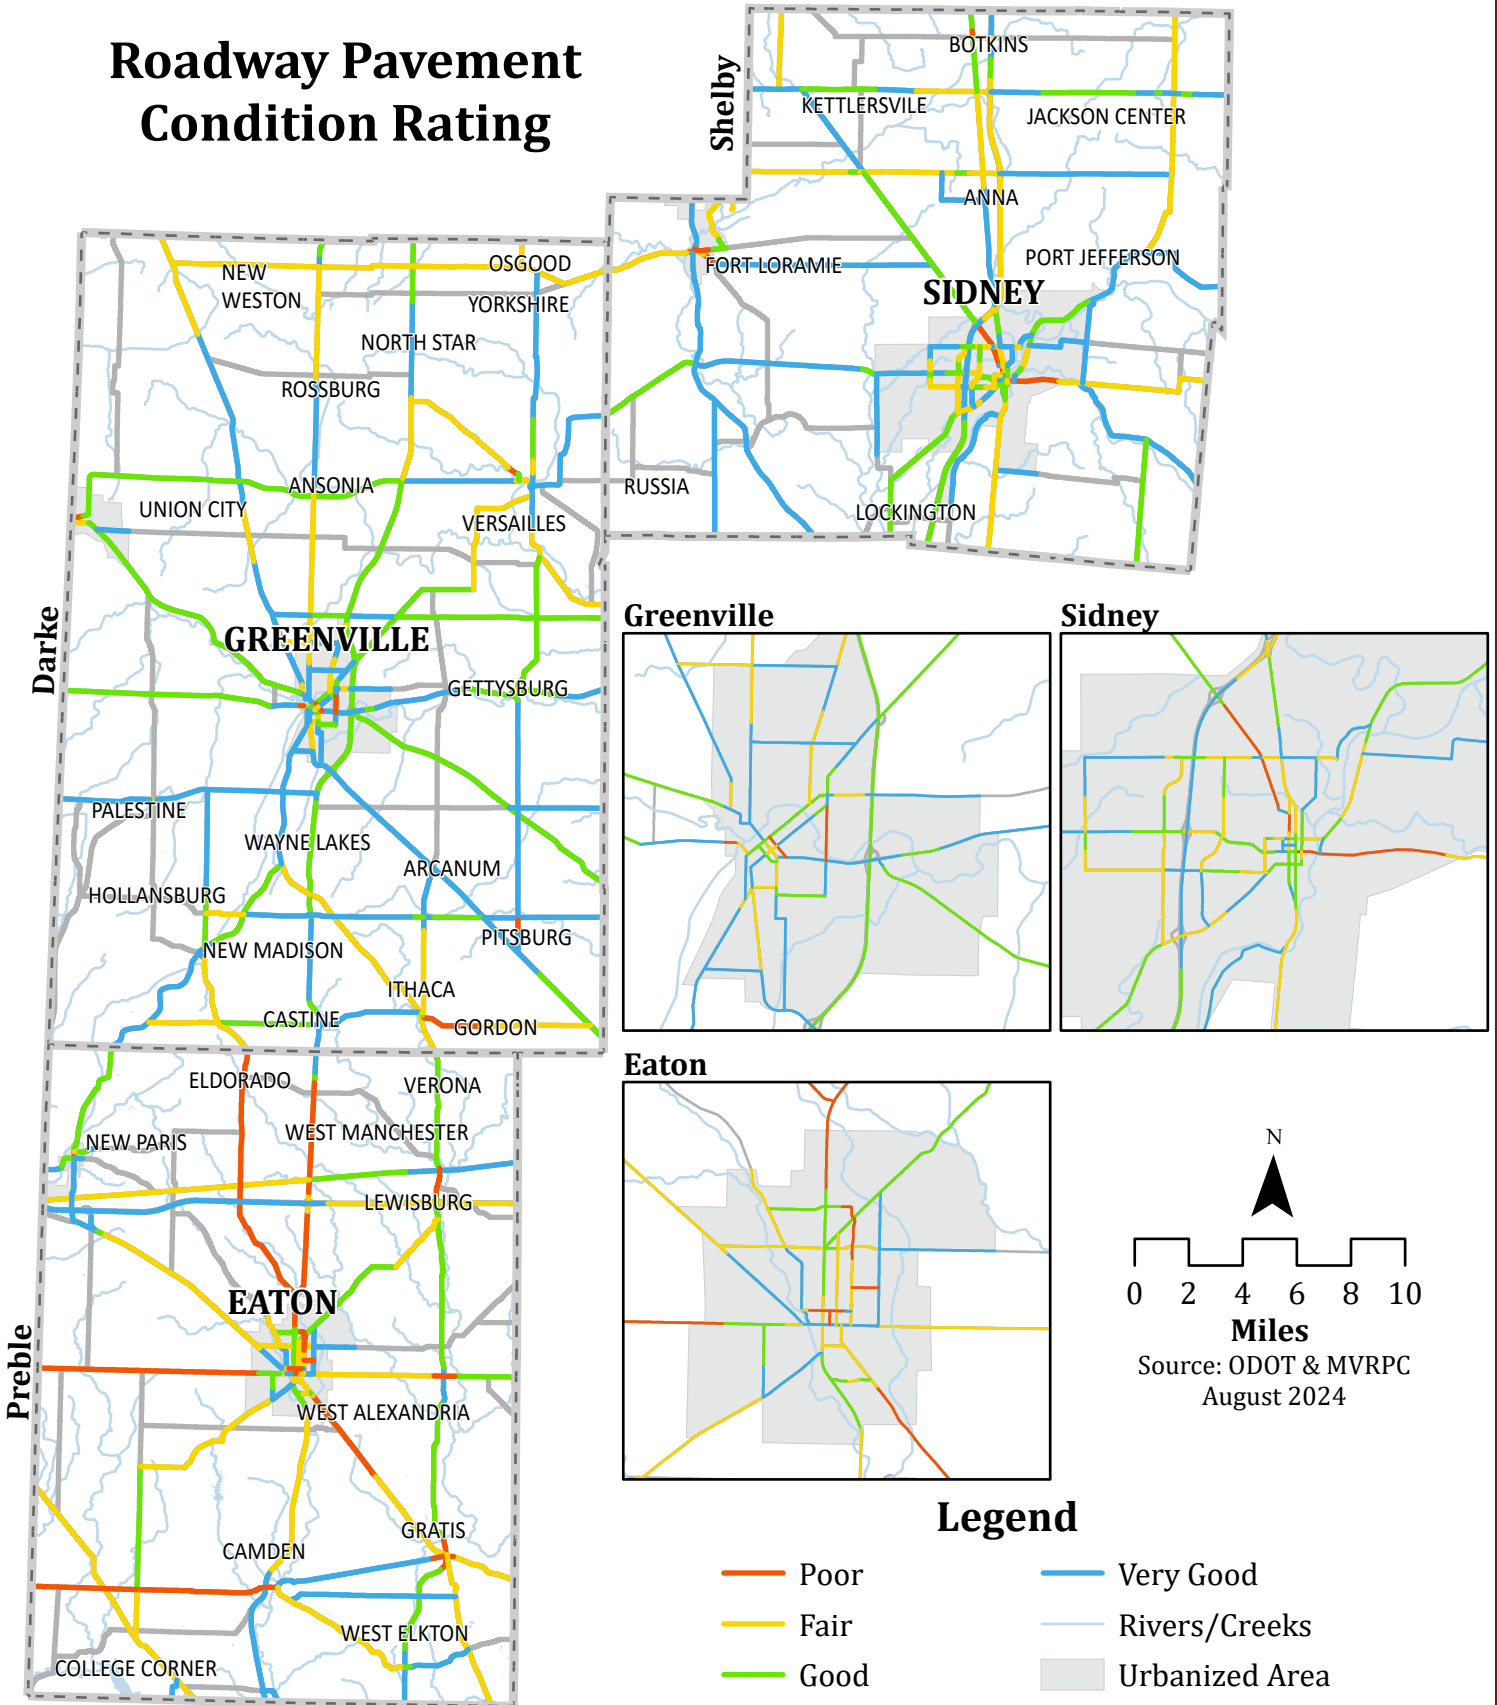 Roadway Pavement
Condition Rating
Shelby
BOTKINS
KETTLERSVILE
JACKSON CENTER
ANNA
PORT JEFFERSON
FORT LORAMIE
SIDNEY
RUSSIA
LOCKINGTON
Darke
NEW
WESTON
OSGOOD
YORKSHIRE
NORTH STAR
ROSSBURG
ANSONIA
UNION CITY
VERSAILLES
GREENVILLE
GETTYSBURG
PALESTINE
WAYNE LAKES
ARCANUM
HOLLANSBURG
PITSBURG
NEW MADISON
ITHACA
CASTINE
GORDON
Preble
ELDORADO
VERONA
WEST MANCHESTER
NEW PARIS
LEWISBURG
EATON
WEST ALEXANDRIA
GRATIS
CAMDEN
WEST ELKTON
COLLEGE CORNER
Greenville
Sidney
Eaton
N
0 2 4 6 8 10
Miles
Source: ODOT & MVRPC
August 2024
Legend
Poor
Fair
Good
Very Good
Rivers/Creeks
Urbanized Area